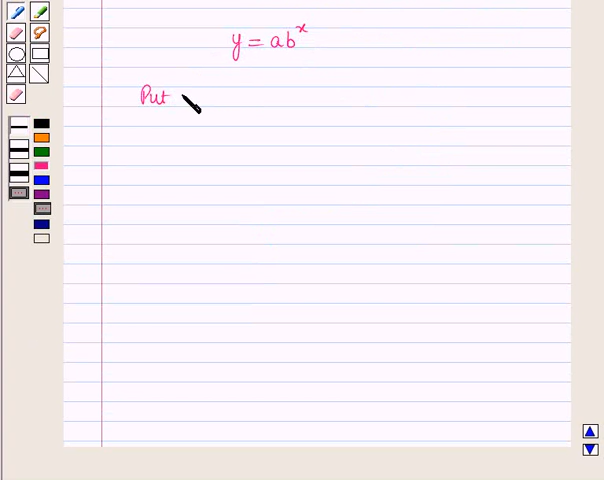 y = ab^x
Put